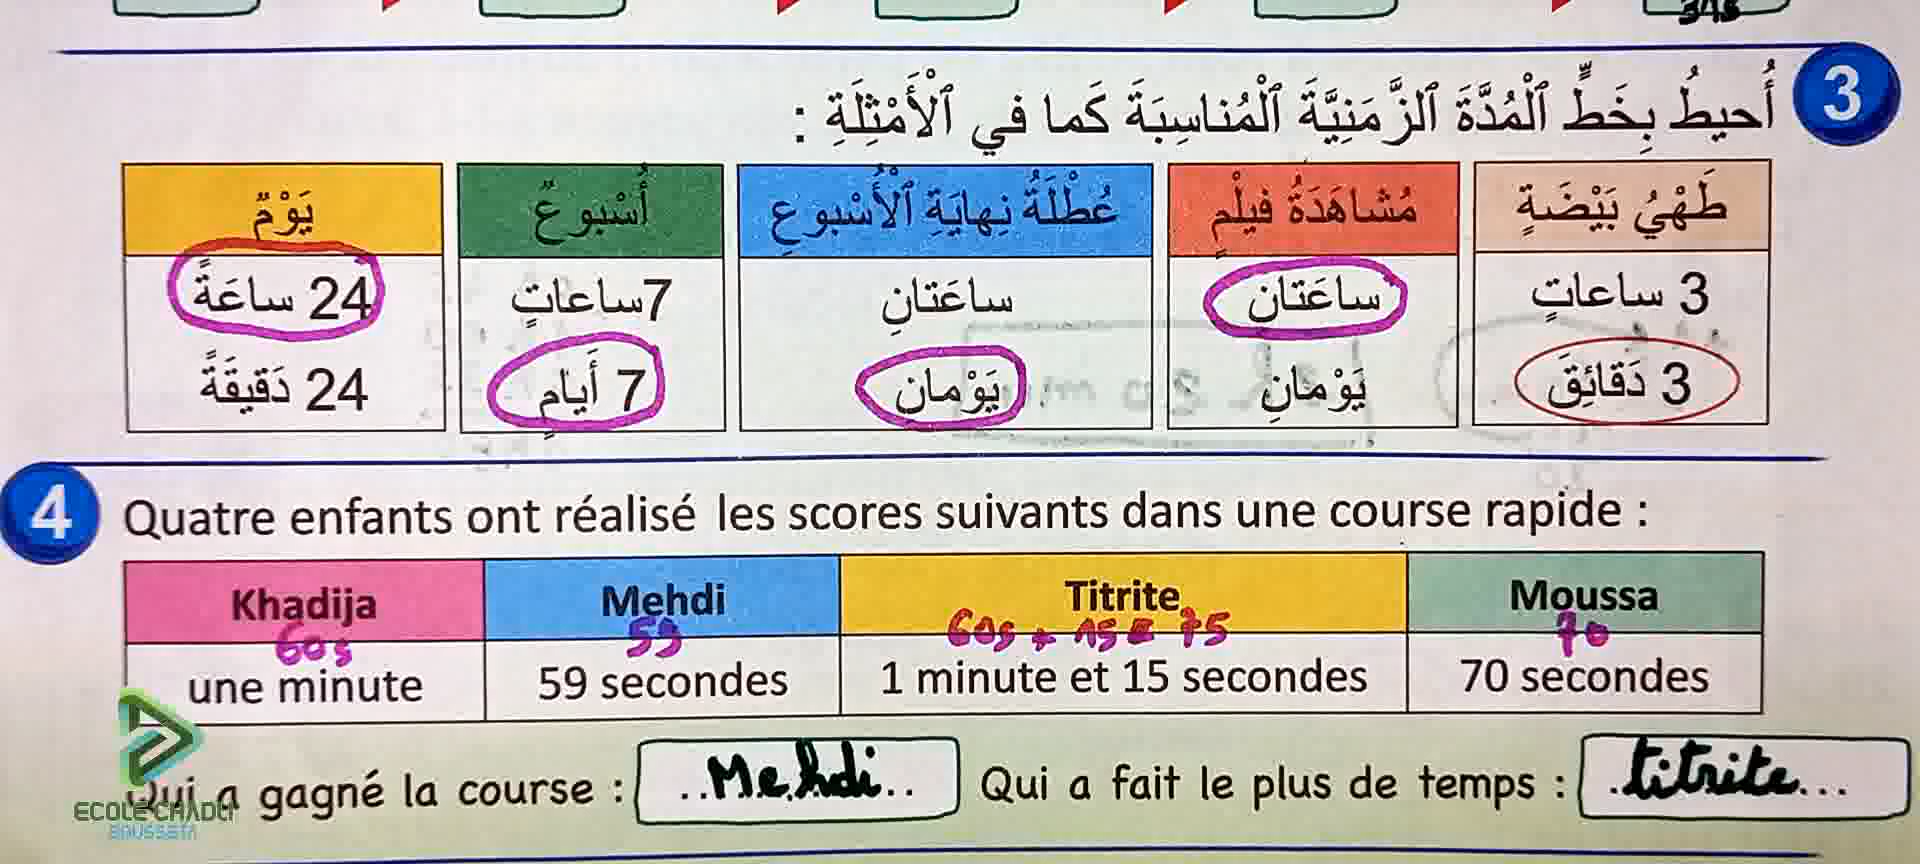 3
أُحيطُ بِخَطٍّ ٱلْمُدَّةَ ٱلزَّمَنِيَّةَ ٱلْمُناسِبَةَ كَما في ٱلْأَمْثِلَةِ :
طَهْيُ بَيْضَةٍ مُشاهَدَةُ فيلْمٍ عُطْلَةُ نِهايَةِ ٱلْأُسْبوعِ أُسْبوعٌ يَوْمٌ
3 ساعاتٍ ساعَتانِ ساعَتانِ 7ساعاتٍ 24 ساعَةً
3 دَقائِقَ يَوْمانِ يَوْمانِ 7 أَيامٍ 24 دَقيقَةً
4 Quatre enfants ont réalisé les scores suivants dans une course rapide :
Khadija Mehdi Titrite Moussa
60s 59 60s + 15 = 75 70
une minute 59 secondes 1 minute et 15 secondes 70 secondes
Qui a gagné la course : ..Mehdi.. Qui a fait le plus de temps : .titrite...
ECOLE CHADLI
BOUSSETA